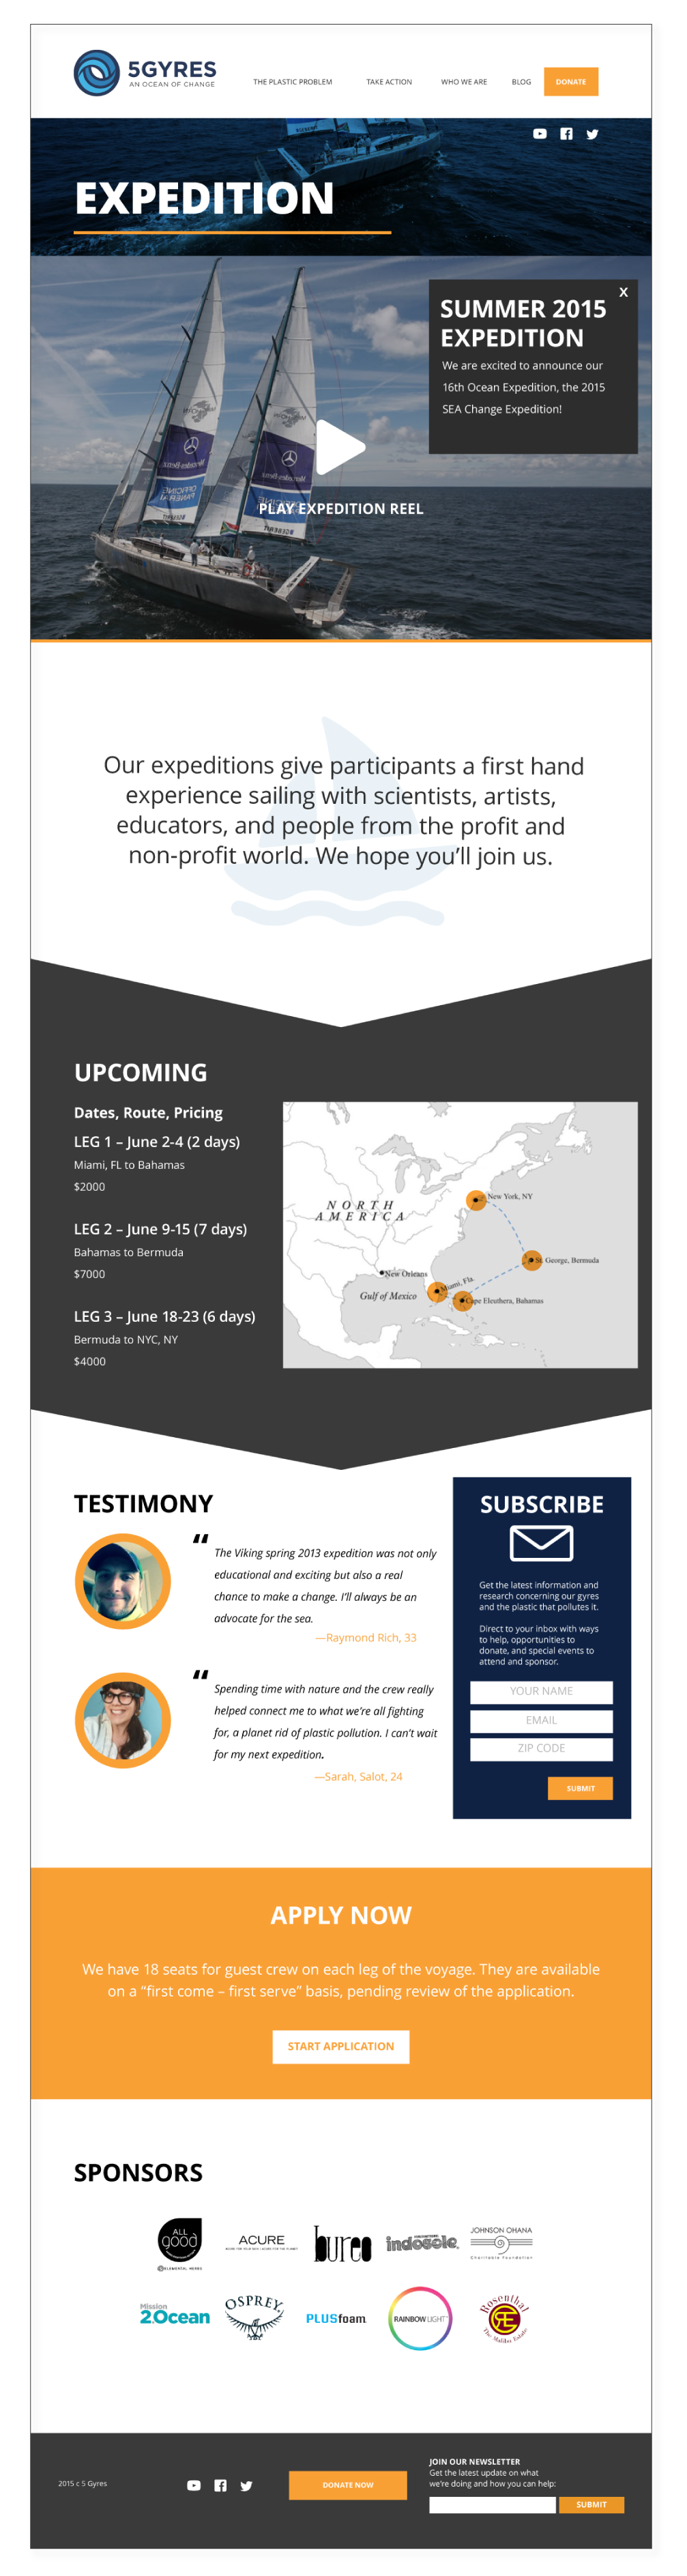 5GYRES
AN OCEAN OF CHANGE
THE PLASTIC PROBLEM
TAKE ACTION
WHO WE ARE
BLOG
DONATE
EXPEDITION
X
SUMMER 2015
EXPEDITION
We are excited to announce our
16th Ocean Expedition, the 2015
SEA Change Expedition!
PLAY EXPEDITION REEL
Our expeditions give participants a first hand
experience sailing with scientists, artists,
educators, and people from the profit and
non-profit world. We hope you’ll join us.
UPCOMING
Dates, Route, Pricing
LEG 1 – June 2-4 (2 days)
Miami, FL to Bahamas
$2000
LEG 2 – June 9-15 (7 days)
Bahamas to Bermuda
$7000
LEG 3 – June 18-23 (6 days)
Bermuda to NYC, NY
$4000
NORTH
AMERICA
New York, NY
St. George, Bermuda
New Orleans
Miami, Fla.
Gulf of Mexico
Cape Eleuthera, Bahamas
TESTIMONY
"
The Viking spring 2013 expedition was not only
educational and exciting but also a real
chance to make a change. I’ll always be an
advocate for the sea.
—Raymond Rich, 33
"
Spending time with nature and the crew really
helped connect me to what we’re all fighting
for, a planet rid of plastic pollution. I can’t wait
for my next expedition.
—Sarah, Salot, 24
SUBSCRIBE
Get the latest information and
research concerning our gyres
and the plastic that pollutes it.
Direct to your inbox with ways
to help, opportunities to
donate, and special events to
attend and sponsor.
YOUR NAME
EMAIL
ZIP CODE
SUBMIT
APPLY NOW
We have 18 seats for guest crew on each leg of the voyage. They are available
on a “first come – first serve” basis, pending review of the application.
START APPLICATION
SPONSORS
ALL
good
ELEMENTAL HERBS
ACURE
bureo
indosole
JOHNSON OHANA
Charitable Foundation
Mission
2Ocean
OSPREY
PLUSfoam
RAINBOW LIGHT
Rosenthal
The Malibu Estate
2015 c 5 Gyres
DONATE NOW
JOIN OUR NEWSLETTER
Get the latest update on what
we’re doing and how you can help:
SUBMIT